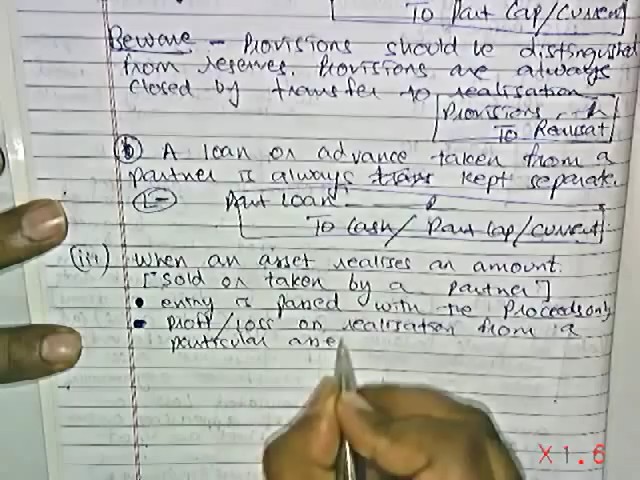 To Part Cap/Current
Beware - Provisions should be distinguished
from reserves. Provisions are always
closed by transfer to realisation
Provisions
To Realisat
(b) A loan or advance taken from a
partner is always kept separate.
Part Loan
To Cash/ Part Cap/Current
(iii) When an asset realises an amount.
[Sold or taken by a partner]
• entry is passed with the Proceeds only
• Profit/loss on realisation from a
particular asse
X1.6